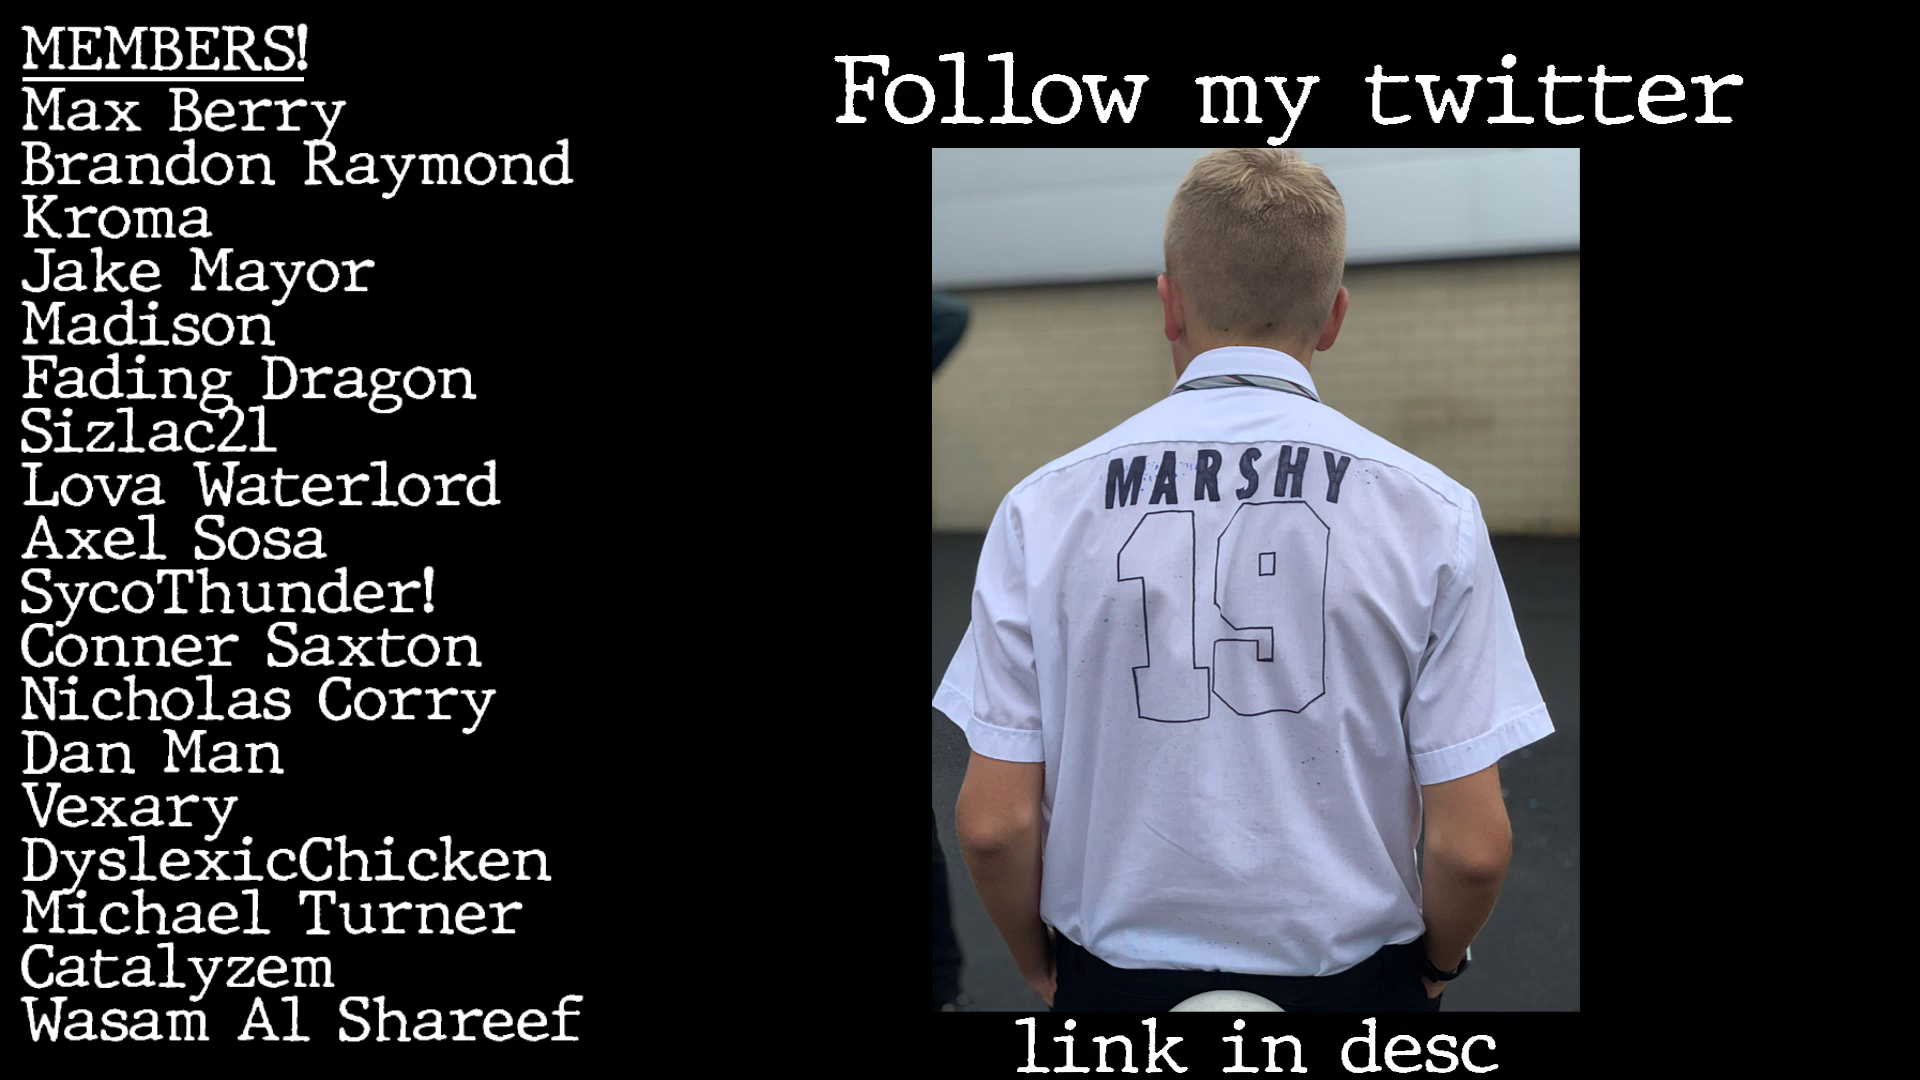 MEMBERS!
Max Berry
Brandon Raymond
Kroma
Jake Mayor
Madison
Fading Dragon
Sizlac21
Lova Waterlord
Axel Sosa
SycoThunder!
Conner Saxton
Nicholas Corry
Dan Man
Vexary
DyslexicChicken
Michael Turner
Catalyzem
Wasam Al Shareef
Follow my twitter
MARSHY
19
link in desc